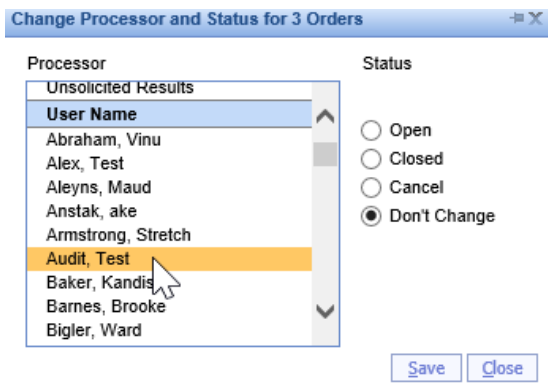 Change Processor and Status for 3 Orders
Processor
Unsolicited Results
User Name
Abraham, Vinu
Alex, Test
Aleyns, Maud
Anstak, ake
Armstrong, Stretch
Audit, Test
Baker, Kandis
Barnes, Brooke
Bigler, Ward
Status
Open
Closed
Cancel
Don't Change
Save Close